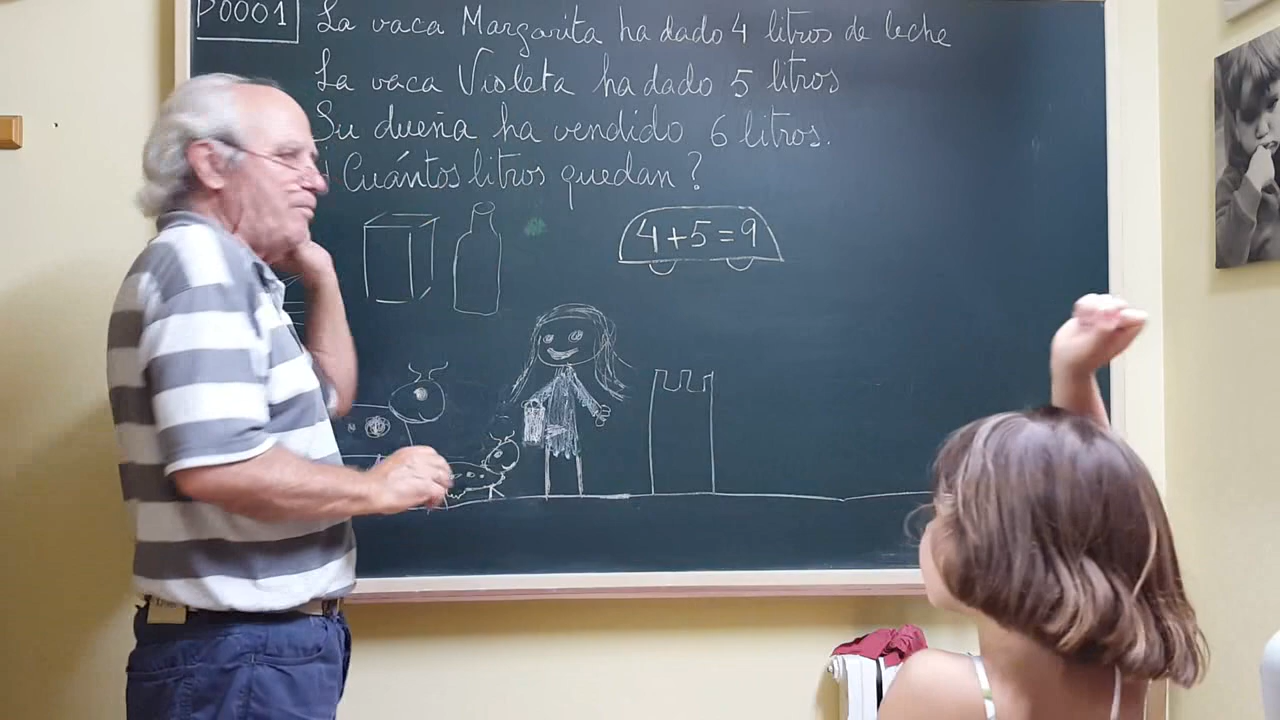 P0001 La vaca Margarita ha dado 4 litros de leche
La vaca Violeta ha dado 5 litros
Su dueña ha vendido 6 litros.
¿Cuántos litros quedan?
4+5=9